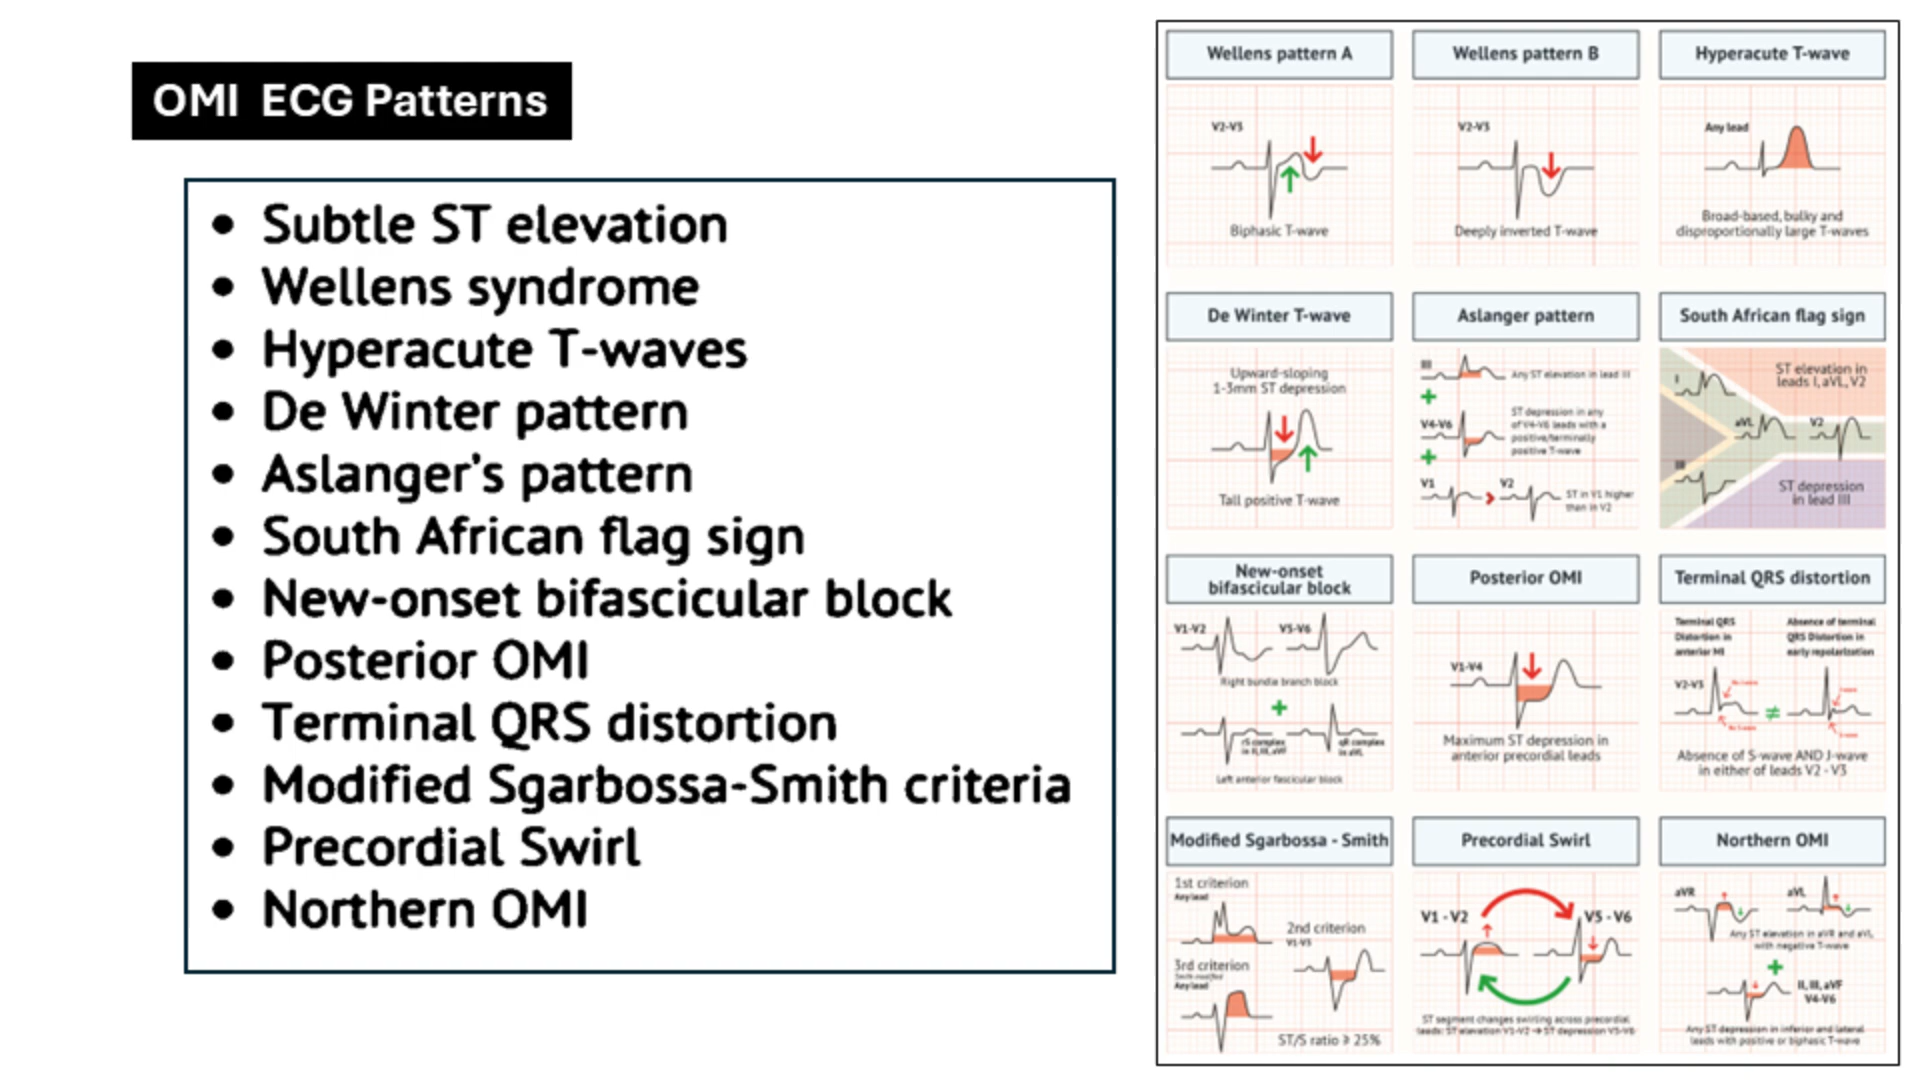 OMI ECG Patterns
• Subtle ST elevation
• Wellens syndrome
• Hyperacute T-waves
• De Winter pattern
• Aslanger's pattern
• South African flag sign
• New-onset bifascicular block
• Posterior OMI
• Terminal QRS distortion
• Modified Sgarbossa-Smith criteria
• Precordial Swirl
• Northern OMI
Wellens pattern A
V2-V3
Biphasic T-wave
Wellens pattern B
V2-V3
Deeply inverted T-wave
Hyperacute T-wave
Any lead
Broad-based, bulky and
disproportionally large T-waves
De Winter T-wave
Upward-sloping
1-3mm ST depression
Tall positive T-wave
Aslanger pattern
III
Any ST elevation in lead III
+
V4-V6
ST depression in any
of V4-V6 leads with a
positive/terminally
positive T-wave
+
V1
>
V2
ST in V1 higher
than in V2
South African flag sign
ST elevation in
leads I, aVL, V2
I
aVL
V2
III
ST depression
in lead III
New-onset
bifascicular block
V1-V2
V5-V6
Right bundle branch block
+
rS complex
in II, III, aVF
qR complex
in aVL
Left anterior fascicular block
Posterior OMI
V1-V4
Maximum ST depression in
anterior precordial leads
Terminal QRS distortion
Terminal QRS
Distortion in
anterior MI
Absence of terminal
QRS Distortion in
early repolarization
V2-V3
≠
Absence of S-wave AND J-wave
in either of leads V2 - V3
Modified Sgarbossa - Smith
1st criterion
Any lead
2nd criterion
V1-V3
3rd criterion
Smith modified
Any lead
ST/S ratio ≥ 25%
Precordial Swirl
V1 - V2
V5 - V6
ST segment changes swirling across precordial
leads: ST elevation V1-V2 → ST depression V5-V6
Northern OMI
aVR
aVL
Any ST elevation in aVR and aVL
with negative T-wave
+
II, III, aVF
V4-V6
Any ST depression in inferior and lateral
leads with positive or biphasic T-wave